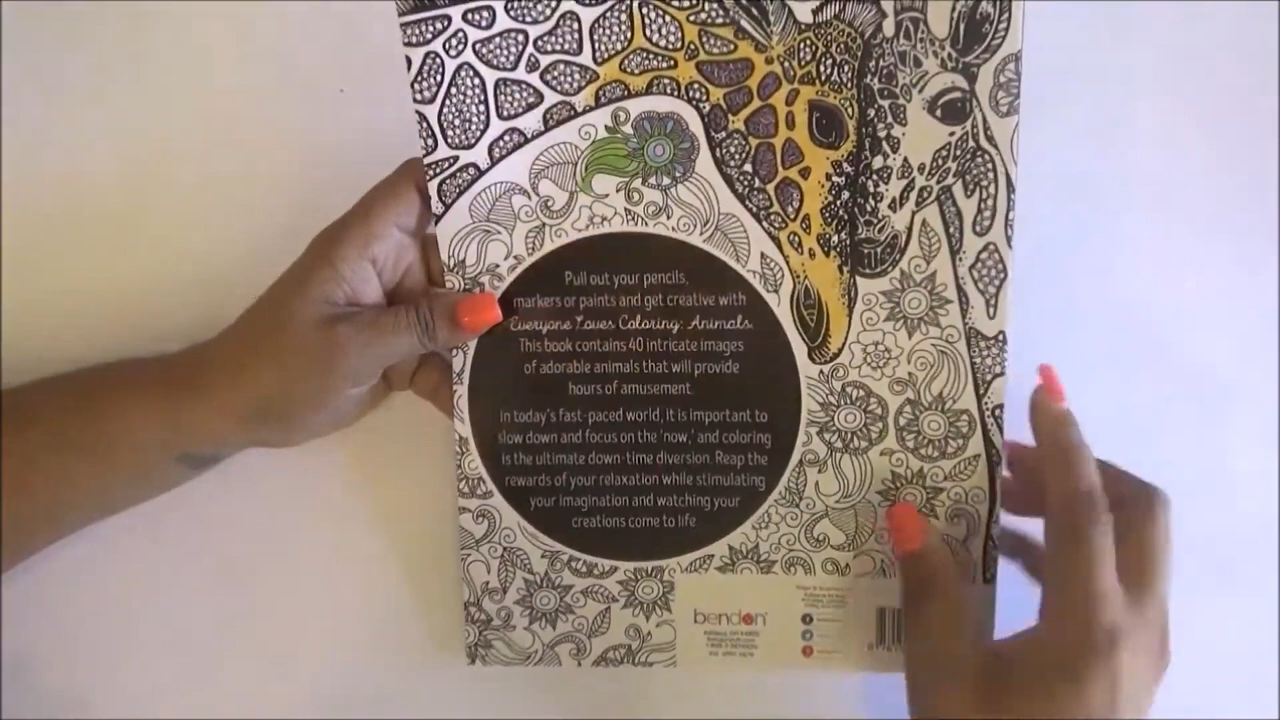 Pull out your pencils,
markers or paints and get creative with
Everyone Loves Coloring: Animals.
This book contains 40 intricate images
of adorable animals that will provide
hours of amusement.
In today's fast-paced world, it is important to
slow down and focus on the 'now,' and coloring
is the ultimate down-time diversion. Reap the
rewards of your relaxation while stimulating
your imagination and watching your
creations come to life
bendon